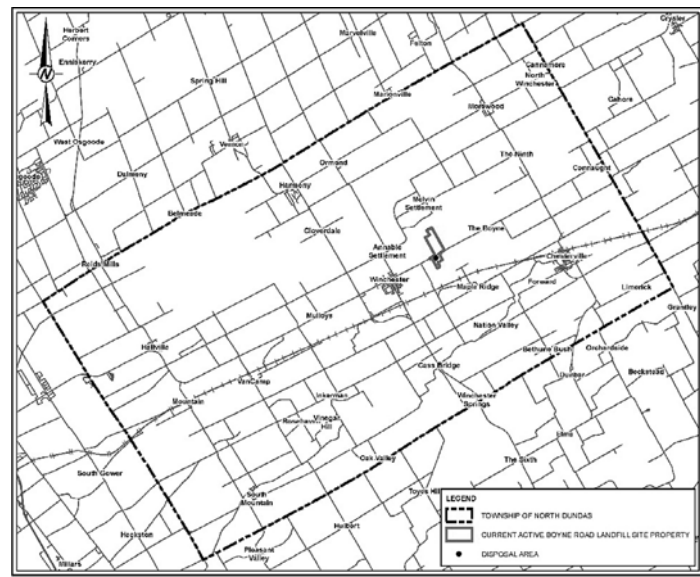 Herbert
Corners
Enniskerry
Marvelville
Felton
Crysler
Spring Hill
Cannamore
North
Winchester
Marionville
Morewood
Cahore
West Osgoode
Vernon
Ormond
The Ninth
Dalmeny
Connaught
Harmony
Melvin
Settlement
Belmeade
Cloverdale
The Boyne
Annable
Settlement
Reids Mills
Chesterville
Winchester
Maple Ridge
Forward
Limerick
Mulloys
Grantley
Nation Valley
Hallville
Bethune Bush
Orchardside
Cass Bridge
Dunbar
Beckstead
VanCamp
Mountain
Inkerman
Winchester
Springs
Vinegar
Hill
Elma
Oak Valley
The Sixth
South Gower
South
Mountain
Toyes Hill
Hulbert
Heckston
Pleasant
Valley
Millars
N
LEGEND
TOWNSHIP OF NORTH DUNDAS
CURRENT ACTIVE BOYNE ROAD LANDFILL SITE PROPERTY
DISPOSAL AREA